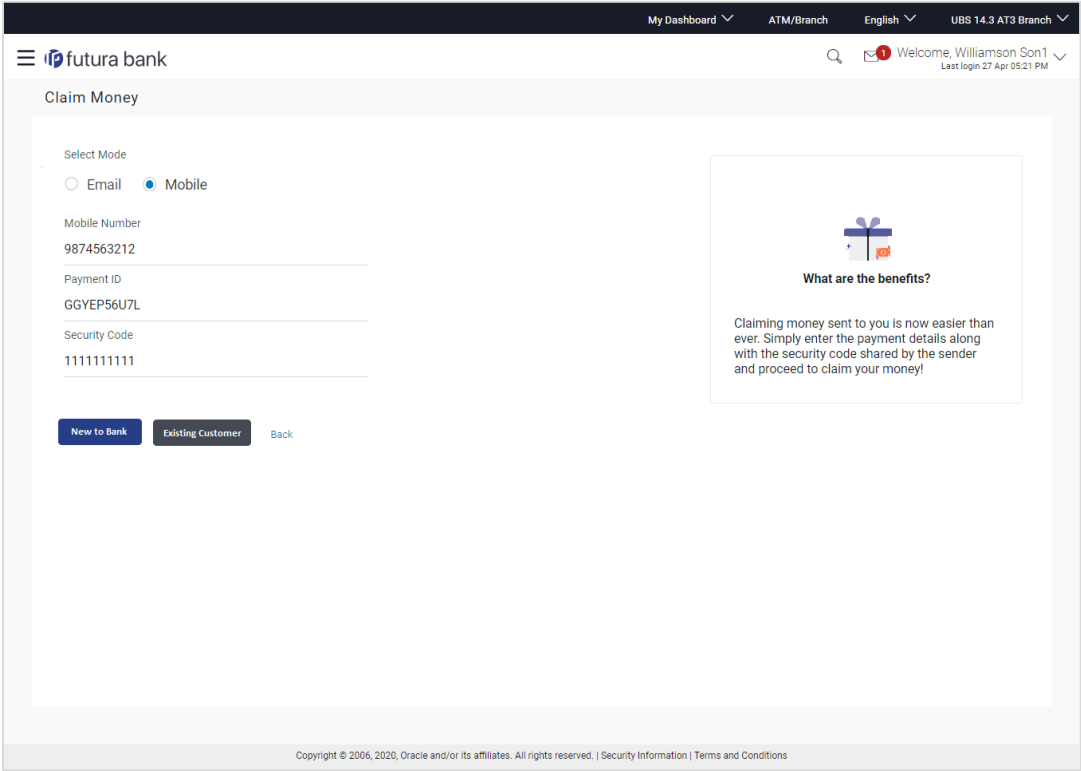 My Dashboard ATM/Branch English UBS 14.3 AT3 Branch
futura bank
1 Welcome, Williamson Son1
Last login 27 Apr 05:21 PM
Claim Money
Select Mode
Email Mobile
Mobile Number
9874563212
Payment ID
GGYEP56U7L
Security Code
1111111111
New to Bank Existing Customer Back
What are the benefits?
Claiming money sent to you is now easier than
ever. Simply enter the payment details along
with the security code shared by the sender
and proceed to claim your money!
Copyright © 2006, 2020, Oracle and/or its affiliates. All rights reserved. | Security Information | Terms and Conditions